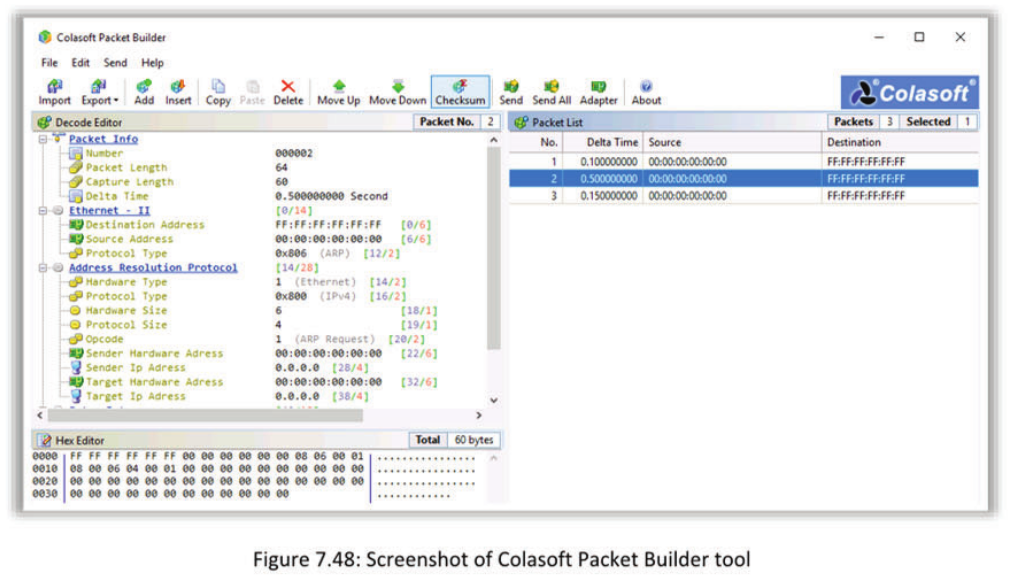 Colasoft Packet Builder
File Edit Send Help
Import Export Add Insert Copy Paste Delete Move Up Move Down Checksum Send Send All Adapter About
Colasoft®
Decode Editor Packet No. 2
Packet Info
Number 000002
Packet Length 64
Capture Length 60
Delta Time 0.500000000 Second
Ethernet - II [0/14]
Destination Address FF:FF:FF:FF:FF:FF [0/6]
Source Address 00:00:00:00:00:00 [6/6]
Protocol Type 0x806 (ARP) [12/2]
Address Resolution Protocol [14/28]
Hardware Type 1 (Ethernet) [14/2]
Protocol Type 0x800 (IPv4) [16/2]
Hardware Size 6 [18/1]
Protocol Size 4 [19/1]
Opcode 1 (ARP Request) [20/2]
Sender Hardware Adress 00:00:00:00:00:00 [22/6]
Sender Ip Adress 0.0.0.0 [28/4]
Target Hardware Adress 00:00:00:00:00:00 [32/6]
Target Ip Adress 0.0.0.0 [38/4]
Hex Editor Total 60 bytes
0000 FF FF FF FF FF FF 00 00 00 00 00 00 08 06 00 01 ................
0010 08 00 06 04 00 01 00 00 00 00 00 00 00 00 00 00 ................
0020 00 00 00 00 00 00 00 00 00 00 00 00 00 00 00 00 ................
0030 00 00 00 00 00 00 00 00 00 00 00 00 ............
Packet List Packets 3 Selected 1
No. Delta Time Source Destination
1 0.100000000 00:00:00:00:00:00 FF:FF:FF:FF:FF:FF
2 0.500000000 00:00:00:00:00:00 FF:FF:FF:FF:FF:FF
3 0.150000000 00:00:00:00:00:00 FF:FF:FF:FF:FF:FF
Figure 7.48: Screenshot of Colasoft Packet Builder tool